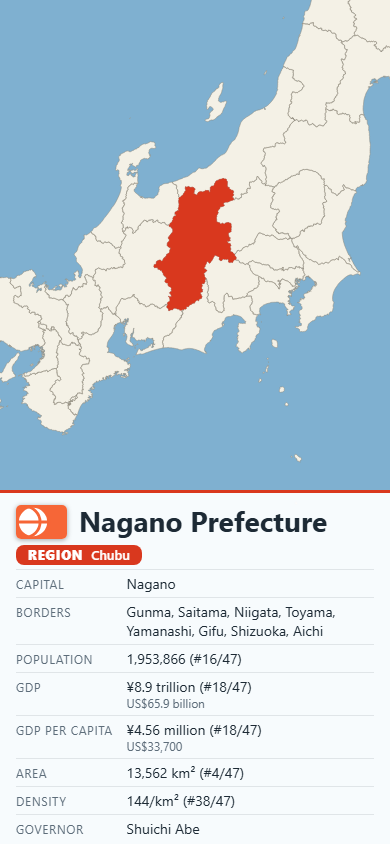 Nagano Prefecture
REGION Chubu
CAPITAL Nagano
BORDERS Gunma, Saitama, Niigata, Toyama,
Yamanashi, Gifu, Shizuoka, Aichi
POPULATION 1,953,866 (#16/47)
GDP ¥8.9 trillion (#18/47)
US$65.9 billion
GDP PER CAPITA ¥4.56 million (#18/47)
US$33,700
AREA 13,562 km² (#4/47)
DENSITY 144/km² (#38/47)
GOVERNOR Shuichi Abe